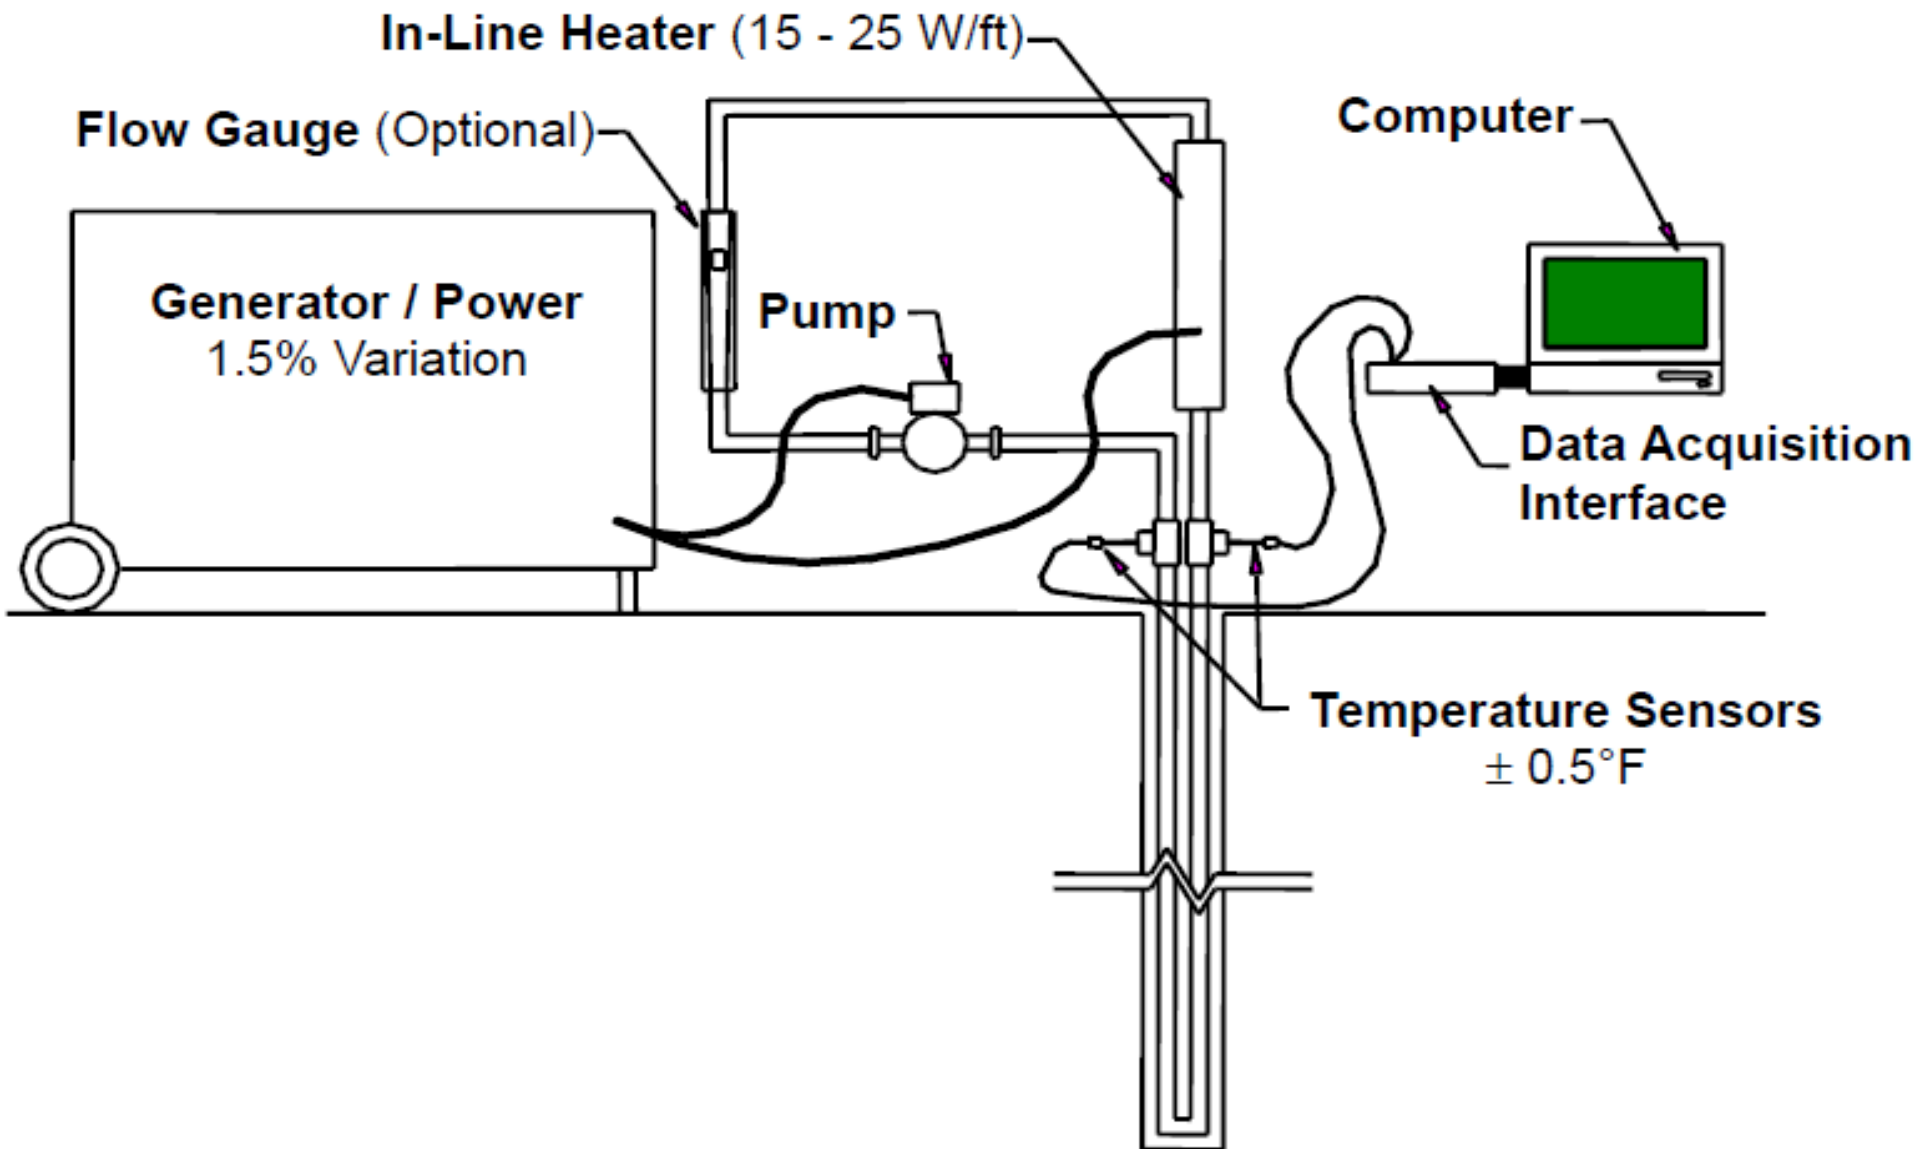 In-Line Heater (15 - 25 W/ft)
Flow Gauge (Optional)
Computer
Generator / Power
1.5% Variation
Pump
Data Acquisition
Interface
Temperature Sensors
± 0.5°F